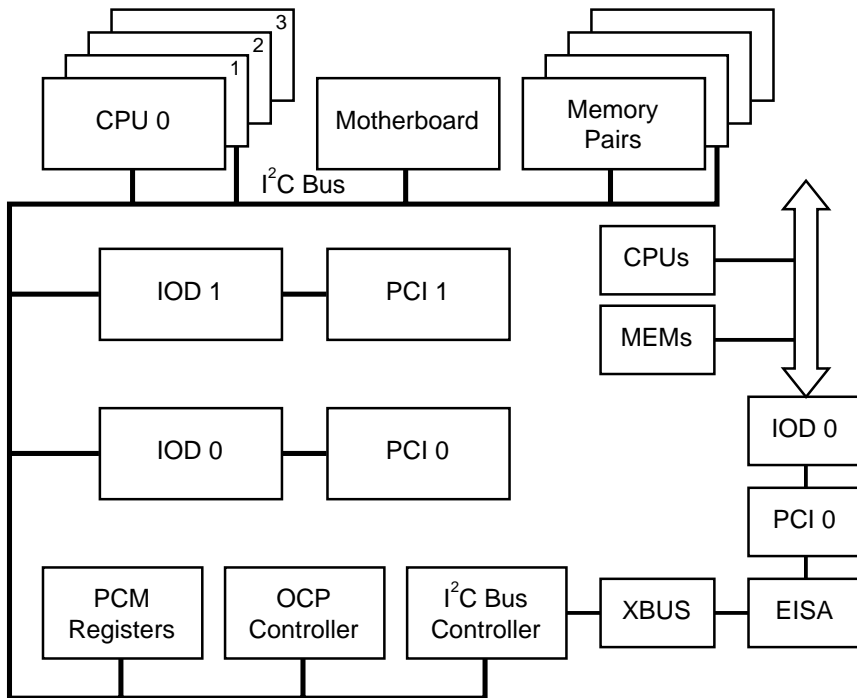 3
2
1
CPU 0
Motherboard
Memory
Pairs
I²C Bus
CPUs
IOD 1
PCI 1
MEMs
IOD 0
PCI 0
IOD 0
PCI 0
PCM
Registers
OCP
Controller
I²C Bus
Controller
XBUS
EISA